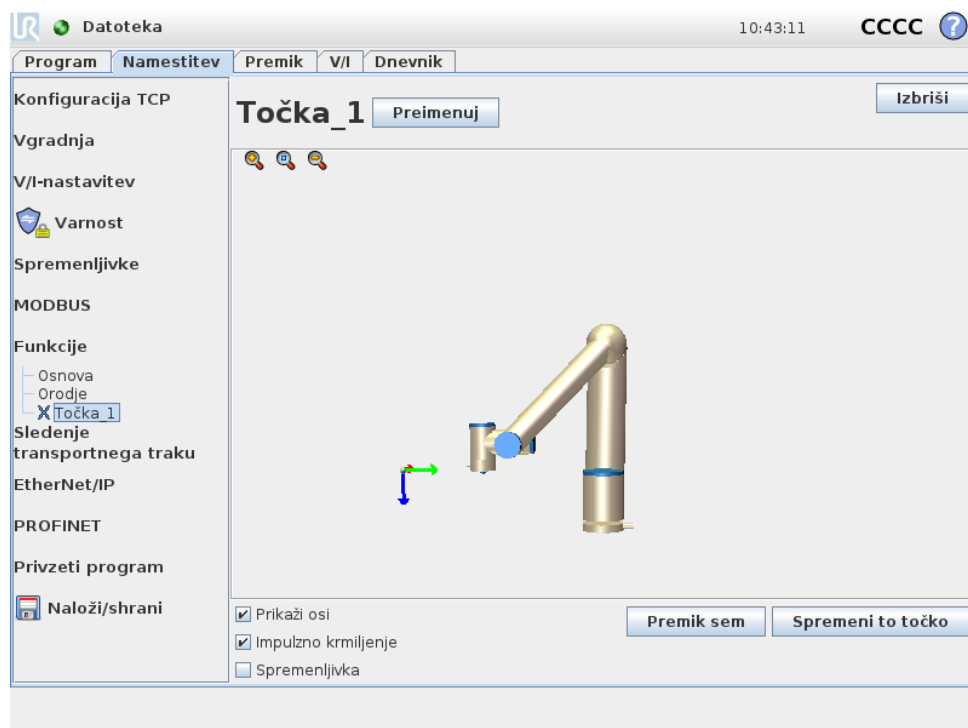 UR Datoteka 10:43:11 CCCC ?
Program Namestitev Premik V/I Dnevnik
Konfiguracija TCP
Vgradnja
V/I-nastavitev
Varnost
Spremenljivke
MODBUS
Funkcije
Osnova
Orodje
Točka_1
Sledenje
transportnega traku
EtherNet/IP
PROFINET
Privzeti program
Naloži/shrani
Točka_1 Preimenuj Izbriši
Prikaži osi
Impulzno krmiljenje
Spremenljivka
Premik sem Spremeni to točko